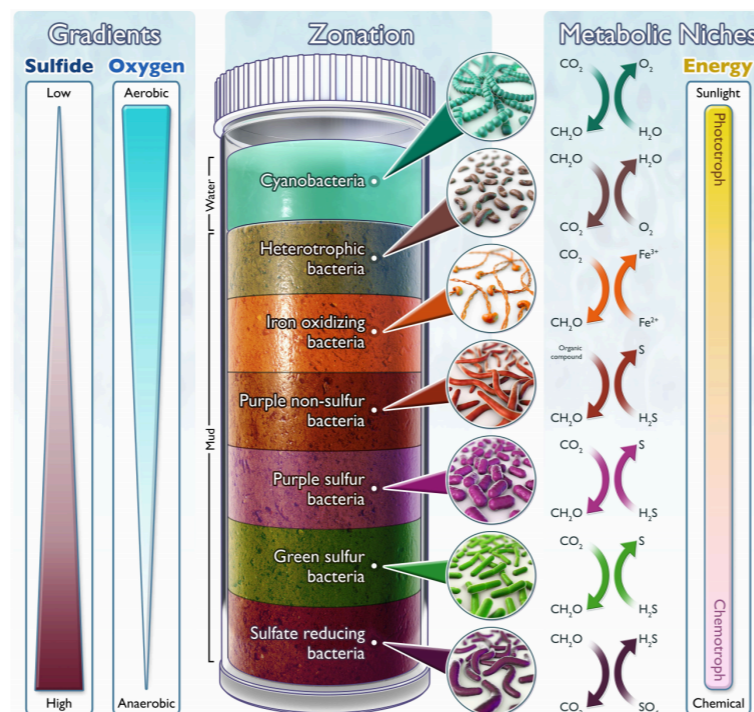 Gradients
Sulfide Oxygen
Low
Aerobic
High
Anaerobic
Zonation
Water
Mud
Cyanobacteria
Heterotrophic
bacteria
Iron oxidizing
bacteria
Purple non-sulfur
bacteria
Purple sulfur
bacteria
Green sulfur
bacteria
Sulfate reducing
bacteria
Metabolic Niches
CO₂ O₂
CH₂O H₂O
CH₂O H₂O
CO₂ O₂
CO₂ Fe³⁺
CH₂O Fe²⁺
Organic
compound
S
CH₂O H₂S
CO₂ S
CH₂O H₂S
CO₂ S
CH₂O H₂S
CH₂O H₂S
CO₂ SO₄
Energy
Sunlight
Phototroph
Chemotroph
Chemical